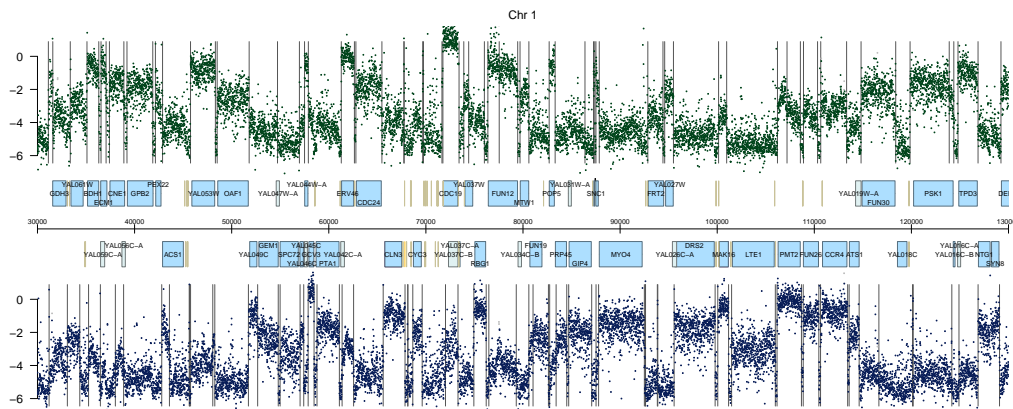 Chr 1
0
−2
−4
−6
YAL061W PEX22 YAL044W−A YAL037W YAL031W−A YAL027W YAL019W−A
GDH3 BDH1 CNE1 GPB2 YAL053W OAF1 ERV46 CDC19 FUN12 POP5 SNC1 FRT2 PSK1 TPD3
ECM1 YAL047W−A CDC24 MTW1 FUN30
30000 40000 50000 60000 70000 80000 90000 100000 110000 120000
YAL056C−A GEM1 YAL045C YAL037C−A FUN19 DRS2 YAL016C−A
YAL059C−A ACS1 YAL049C SPC72 GCV3 YAL042C−A CLN3 CYC3 YAL037C−B YAL034C−B PRP45 MYO4 YAL026C−A MAK16 LTE1 PMT2 FUN26 CCR4 ATS1 YAL018C YAL016C−B NTG1
YAL046C PTA1 RBG1 GIP4 SYN8
0
−2
−4
−6